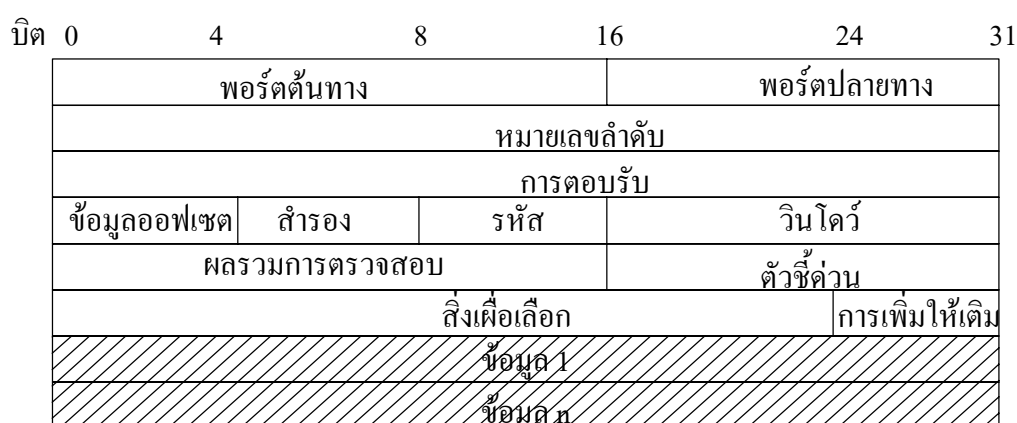 บิต 0 4 8 16 24 31
พอร์ตต้นทาง พอร์ตปลายทาง
หมายเลขลำดับ
การตอบรับ
ข้อมูลออฟเซต สำรอง รหัส วินโดว์
ผลรวมการตรวจสอบ ตัวชี้ด่วน
สิ่งเผื่อเลือก การเพิ่มให้เติม
ข้อมูล 1
ข้อมูล n